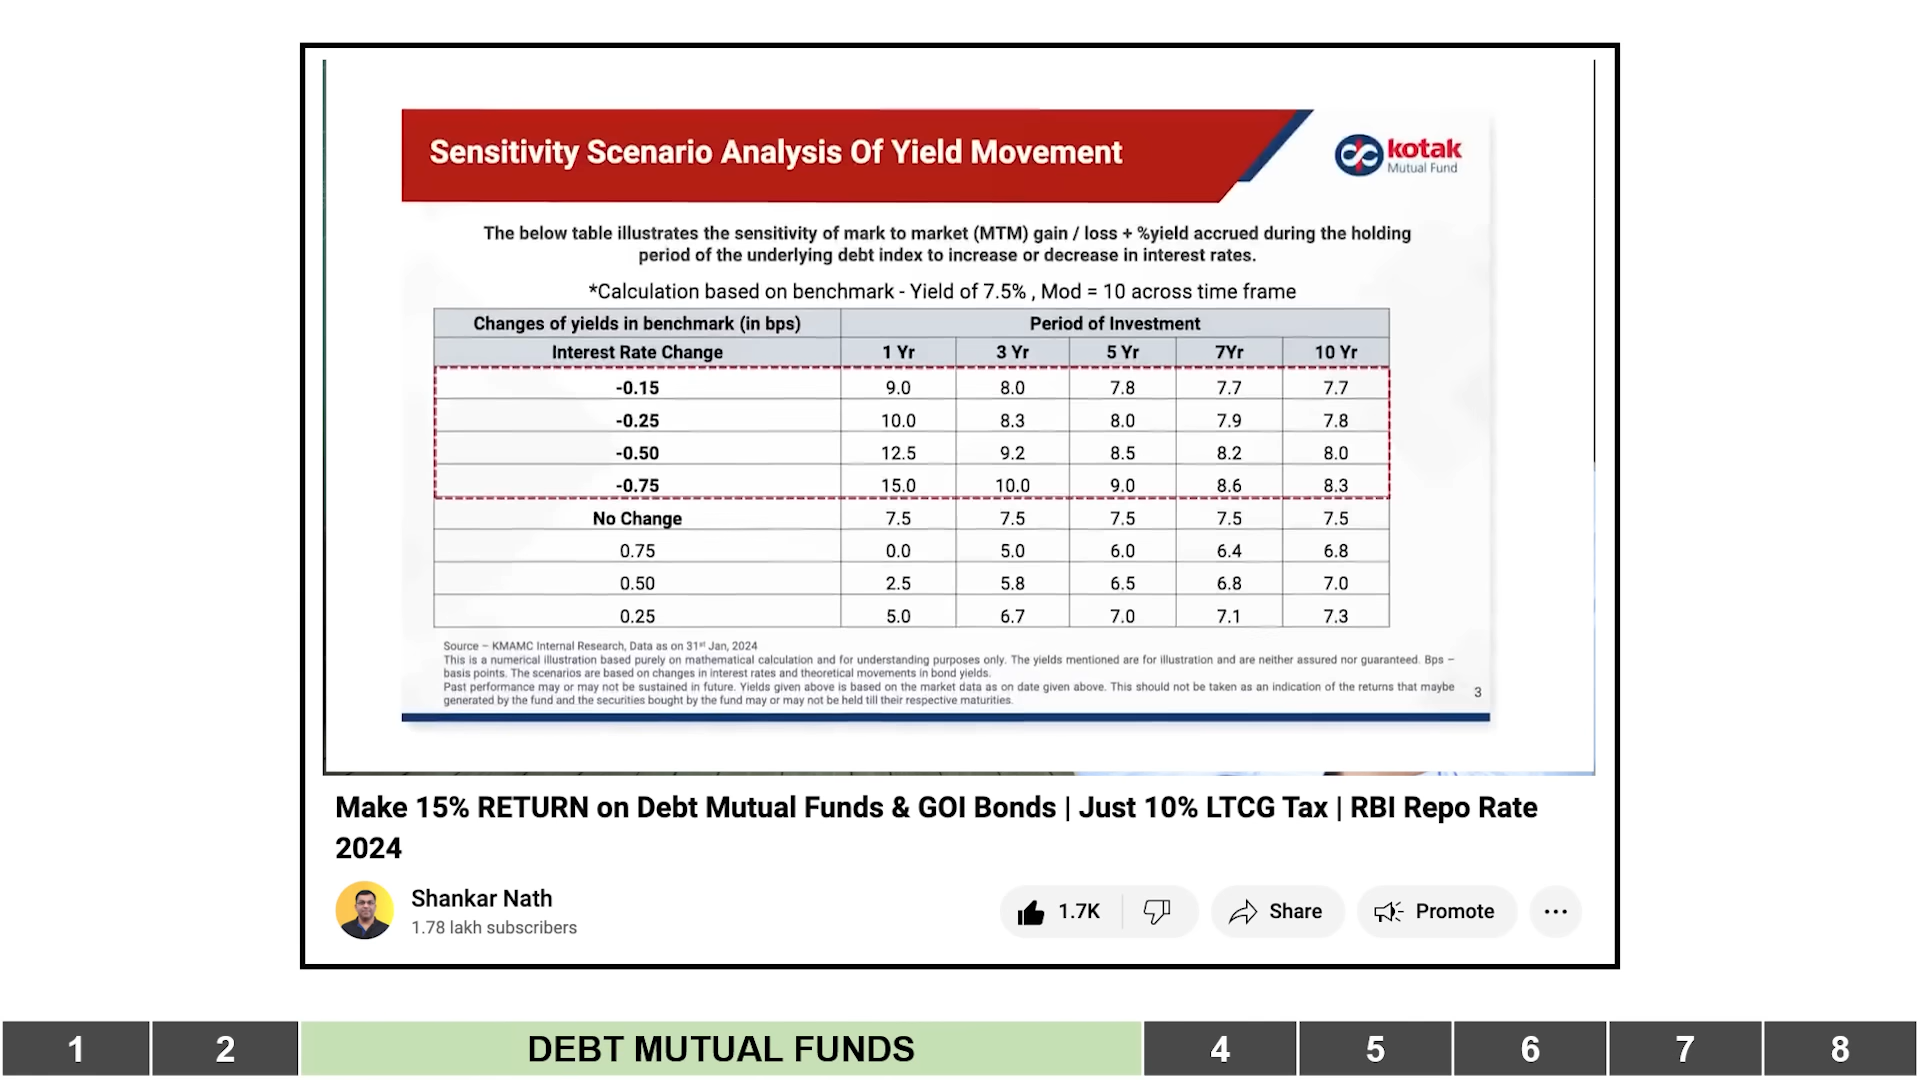 Sensitivity Scenario Analysis Of Yield Movement
kotak
Mutual Fund
The below table illustrates the sensitivity of mark to market (MTM) gain / loss + %yield accrued during the holding
period of the underlying debt index to increase or decrease in interest rates.
*Calculation based on benchmark - Yield of 7.5% , Mod = 10 across time frame
Changes of yields in benchmark (in bps) Period of Investment
Interest Rate Change 1 Yr 3 Yr 5 Yr 7Yr 10 Yr
-0.15 9.0 8.0 7.8 7.7 7.7
-0.25 10.0 8.3 8.0 7.9 7.8
-0.50 12.5 9.2 8.5 8.2 8.0
-0.75 15.0 10.0 9.0 8.6 8.3
No Change 7.5 7.5 7.5 7.5 7.5
0.75 0.0 5.0 6.0 6.4 6.8
0.50 2.5 5.8 6.5 6.8 7.0
0.25 5.0 6.7 7.0 7.1 7.3
Source – KMAMC Internal Research, Data as on 31st Jan, 2024
This is a numerical illustration based purely on mathematical calculation and for understanding purposes only. The yields mentioned are for illustration and are neither assured nor guaranteed. Bps –
basis points. The scenarios are based on changes in interest rates and theoretical movements in bond yields.
Past performance may or may not be sustained in future. Yields given above is based on the market data as on date given above. This should not be taken as an indication of the returns that maybe
generated by the fund and the securities bought by the fund may or may not be held till their respective maturities.
3
Make 15% RETURN on Debt Mutual Funds & GOI Bonds | Just 10% LTCG Tax | RBI Repo Rate
2024
Shankar Nath
1.78 lakh subscribers
1.7K Share Promote
1 2 DEBT MUTUAL FUNDS 4 5 6 7 8